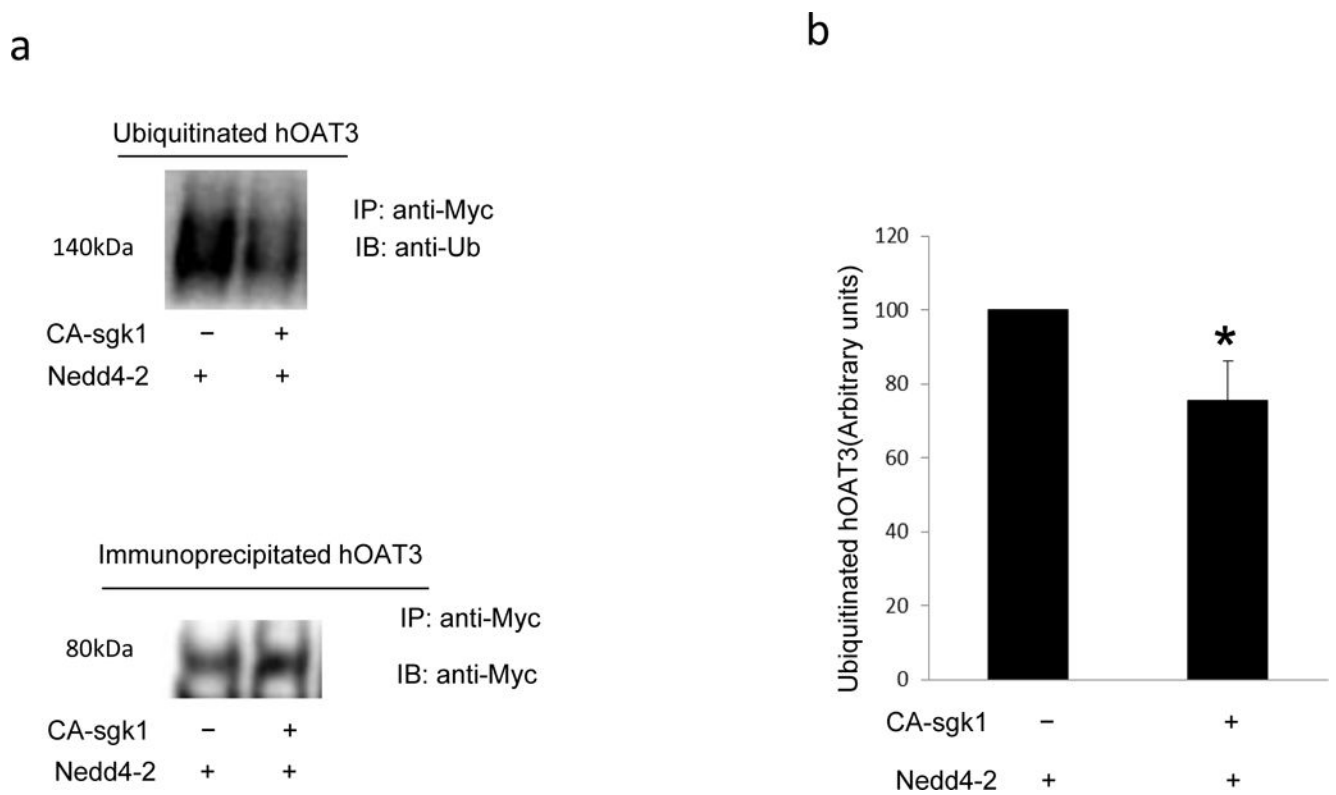 a
Ubiquitinated hOAT3
140kDa
IP: anti-Myc
IB: anti-Ub
CA-sgk1 − +
Nedd4-2 + +
Immunoprecipitated hOAT3
80kDa
IP: anti-Myc
IB: anti-Myc
CA-sgk1 − +
Nedd4-2 + +
b
Ubiquitinated hOAT3(Arbitrary units)
120
100
80
60
40
20
0
*
CA-sgk1 − +
Nedd4-2 + +